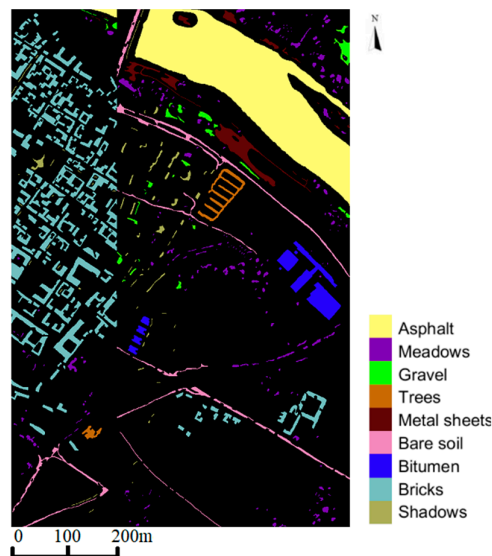 N
Asphalt
Meadows
Gravel
Trees
Metal sheets
Bare soil
Bitumen
Bricks
Shadows
0 100 200m